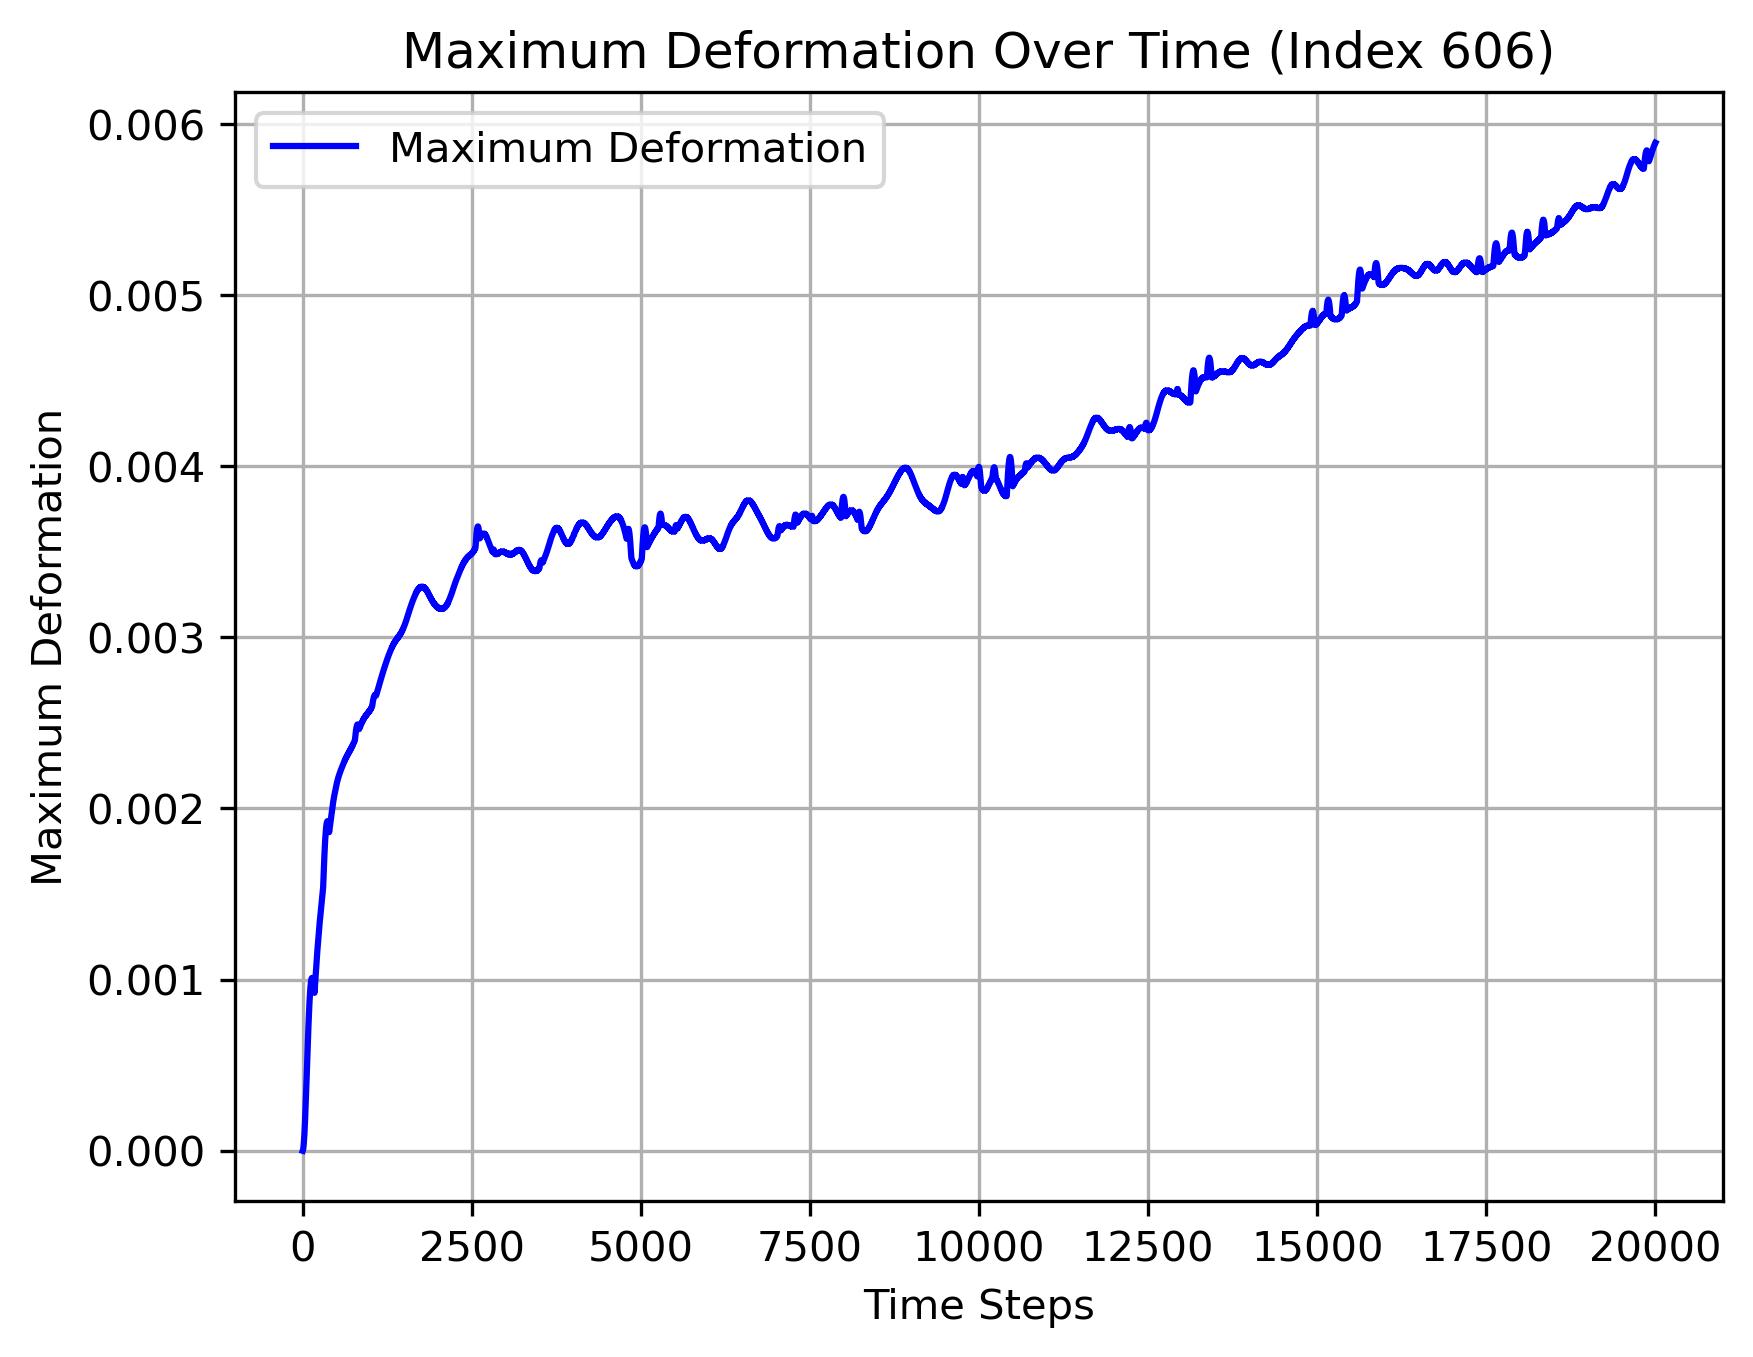 Maximum Deformation Over Time (Index 606)
Maximum Deformation
0.006
0.005
0.004
0.003
0.002
0.001
0.000
Maximum Deformation
0 2500 5000 7500 10000 12500 15000 17500 20000
Time Steps